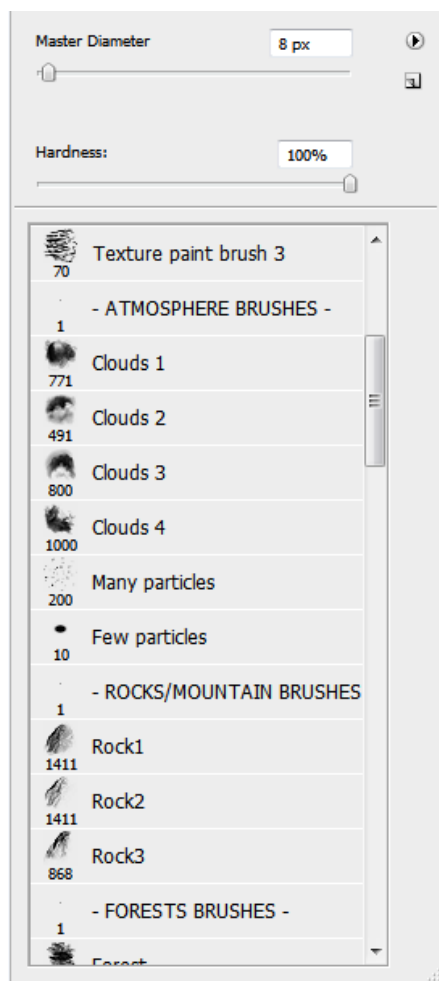 Master Diameter 8 px
Hardness: 100%
Texture paint brush 3
70
- ATMOSPHERE BRUSHES -
1
Clouds 1
771
Clouds 2
491
Clouds 3
800
Clouds 4
1000
Many particles
200
Few particles
10
- ROCKS/MOUNTAIN BRUSHES
1
Rock1
1411
Rock2
1411
Rock3
868
- FORESTS BRUSHES -
1
Forest